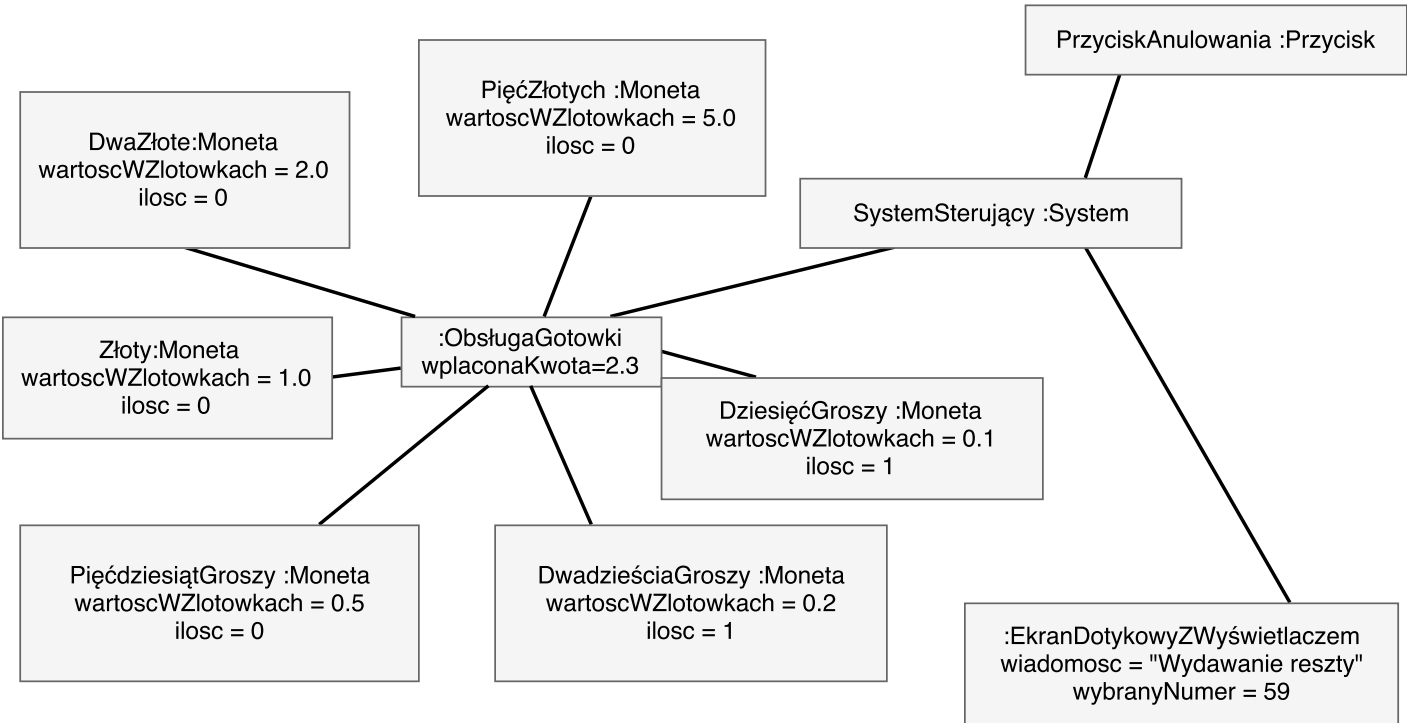 PrzyciskAnulowania :Przycisk
PięćZłotych :Moneta
wartoscWZlotowkach = 5.0
ilosc = 0
DwaZłote:Moneta
wartoscWZlotowkach = 2.0
ilosc = 0
SystemSterujący :System
:ObsługaGotowki
wplaconaKwota=2.3
Złoty:Moneta
wartoscWZlotowkach = 1.0
ilosc = 0
DziesięćGroszy :Moneta
wartoscWZlotowkach = 0.1
ilosc = 1
PięćdziesiątGroszy :Moneta
wartoscWZlotowkach = 0.5
ilosc = 0
DwadzieściaGroszy :Moneta
wartoscWZlotowkach = 0.2
ilosc = 1
:EkranDotykowyZWyświetlaczem
wiadomosc = "Wydawanie reszty"
wybranyNumer = 59